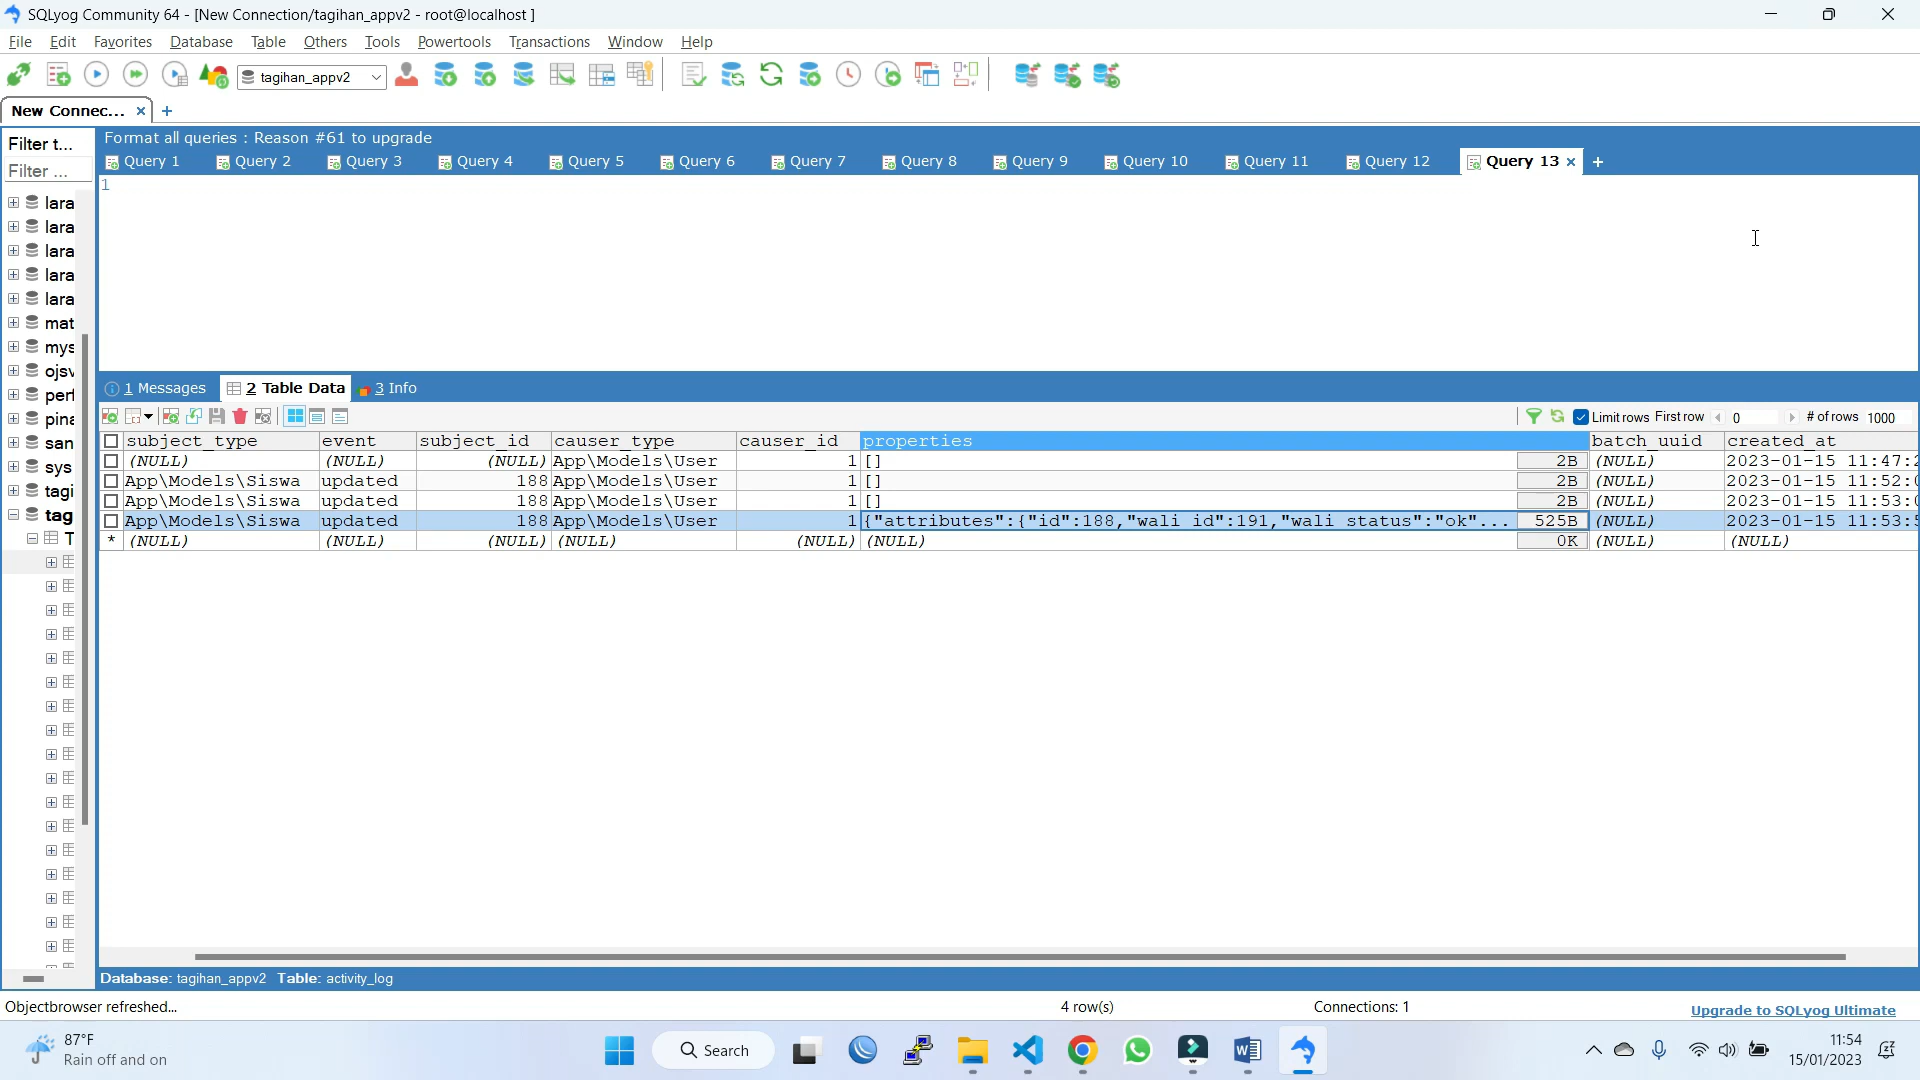 SQLyog Community 64 - [New Connection/tagihan_appv2 - root@localhost ]
File Edit Favorites Database Table Others Tools Powertools Transactions Window Help
tagihan_appv2
New Connec...
Format all queries : Reason #61 to upgrade
Filter t...
Filter ...
Query 1 Query 2 Query 3 Query 4 Query 5 Query 6 Query 7 Query 8 Query 9 Query 10 Query 11 Query 12 Query 13
1
lara
lara
lara
lara
lara
mat
mys
ojsv
perf
pina
san
sys
tagi
tag
T
1 Messages 2 Table Data 3 Info
Limit rows First row 0 # of rows 1000
subject_type event subject_id causer_type causer_id properties batch_uuid created_at
(NULL) (NULL) (NULL) App\Models\User 1 [] 2B (NULL) 2023-01-15 11:47:2
App\Models\Siswa updated 188 App\Models\User 1 [] 2B (NULL) 2023-01-15 11:52:0
App\Models\Siswa updated 188 App\Models\User 1 [] 2B (NULL) 2023-01-15 11:53:0
App\Models\Siswa updated 188 App\Models\User 1 {"attributes":{"id":188,"wali_id":191,"wali_status":"ok"... 525B (NULL) 2023-01-15 11:53:5
* (NULL) (NULL) (NULL) (NULL) (NULL) (NULL) 0K (NULL) (NULL)
Database: tagihan_appv2 Table: activity_log
Objectbrowser refreshed... 4 row(s) Connections: 1 Upgrade to SQLyog Ultimate
87°F
Rain off and on
Search
11:54
15/01/2023